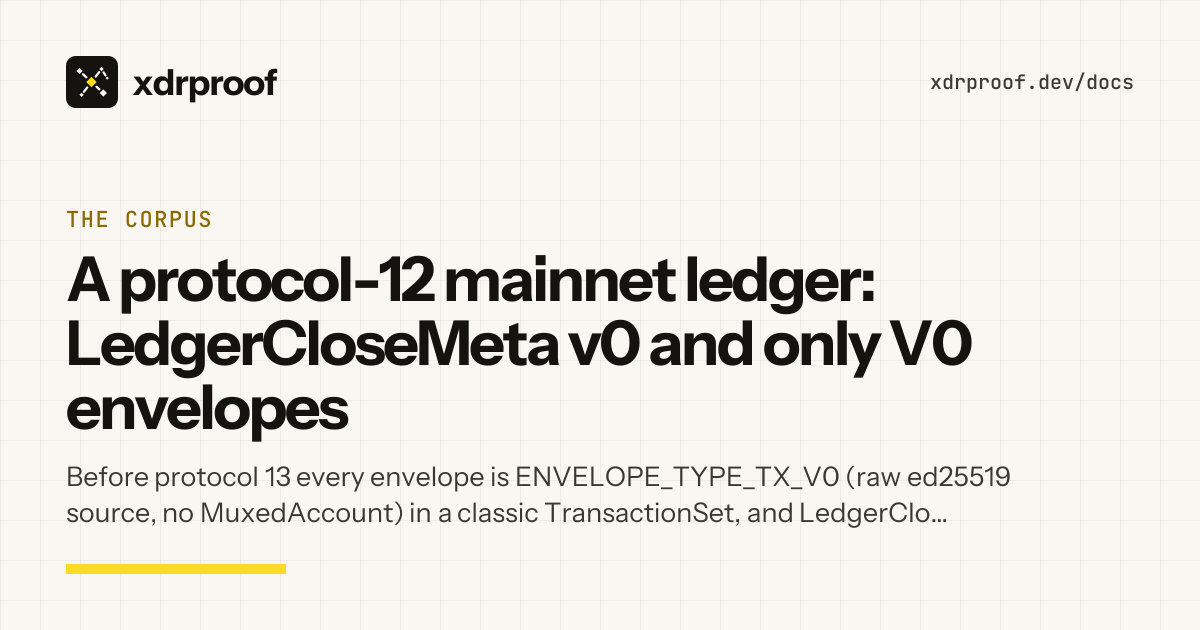 xdrproof
xdrproof.dev/docs
THE CORPUS
A protocol-12 mainnet ledger:
LedgerCloseMeta v0 and only V0
envelopes
Before protocol 13 every envelope is ENVELOPE_TYPE_TX_V0 (raw ed25519
source, no MuxedAccount) in a classic TransactionSet, and LedgerClo...